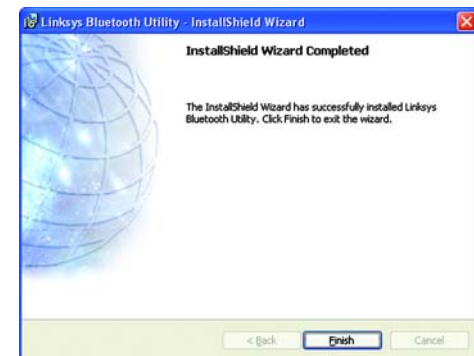 Linksys Bluetooth Utility - InstallShield Wizard
InstallShield Wizard Completed
The InstallShield Wizard has successfully installed Linksys
Bluetooth Utility. Click Finish to exit the wizard.
< Back Finish Cancel